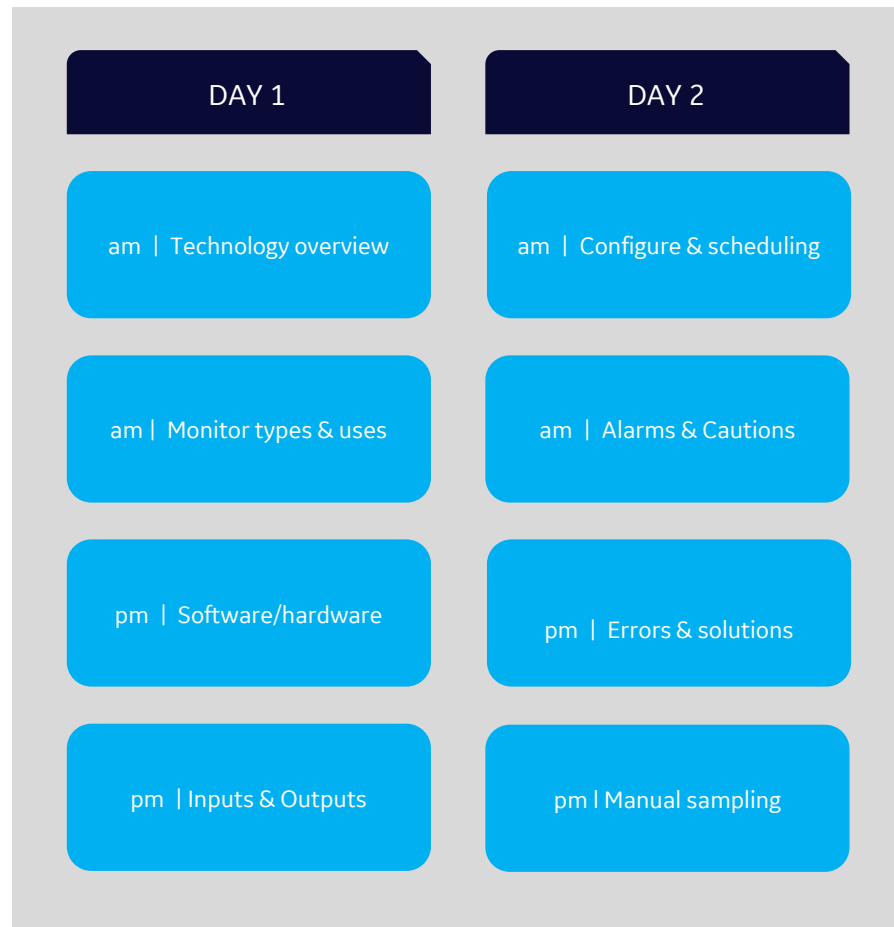 DAY 1
am | Technology overview
am | Monitor types & uses
pm | Software/hardware
pm | Inputs & Outputs
DAY 2
am | Configure & scheduling
am | Alarms & Cautions
pm | Errors & solutions
pm l Manual sampling